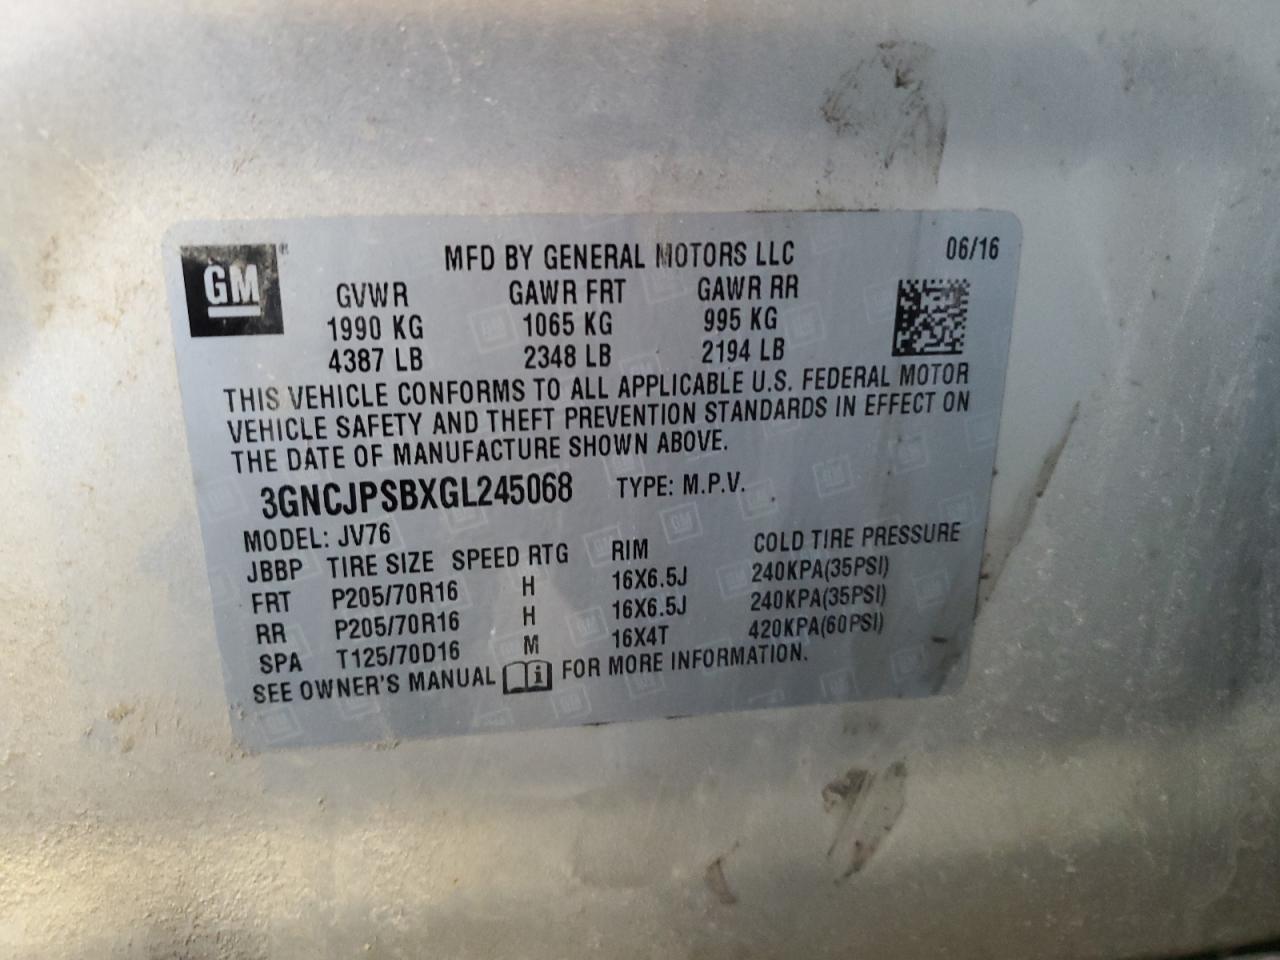 GM
MFD BY GENERAL MOTORS LLC 06/16
GVWR GAWR FRT GAWR RR
1990 KG 1065 KG 995 KG
4387 LB 2348 LB 2194 LB
THIS VEHICLE CONFORMS TO ALL APPLICABLE U.S. FEDERAL MOTOR
VEHICLE SAFETY AND THEFT PREVENTION STANDARDS IN EFFECT ON
THE DATE OF MANUFACTURE SHOWN ABOVE.
3GNCJPSBXGL245068 TYPE: M.P.V.
MODEL: JV76
JBBP TIRE SIZE SPEED RTG RIM COLD TIRE PRESSURE
FRT P205/70R16 H 16X6.5J 240KPA(35PSI)
RR P205/70R16 H 16X6.5J 240KPA(35PSI)
SPA T125/70D16 M 16X4T 420KPA(60PSI)
SEE OWNER'S MANUAL FOR MORE INFORMATION.